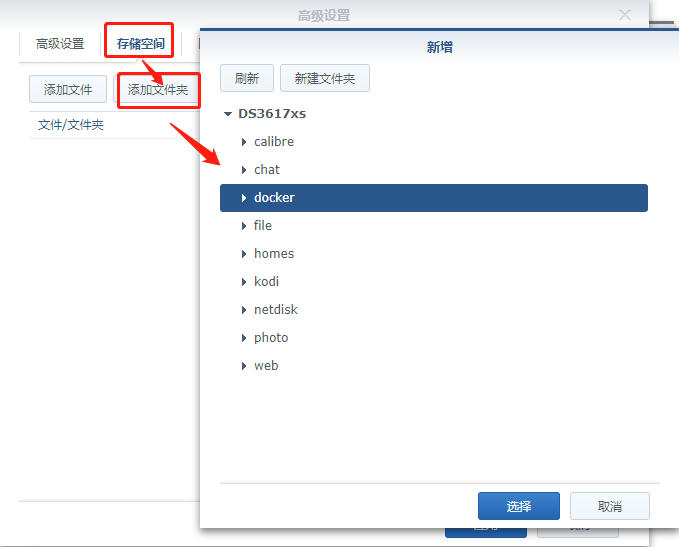 高级设置
高级设置 存储空间
添加文件 添加文件夹
文件/文件夹
新增
刷新 新建文件夹
DS3617xs
calibre
chat
docker
file
homes
kodi
netdisk
photo
web
选择 取消